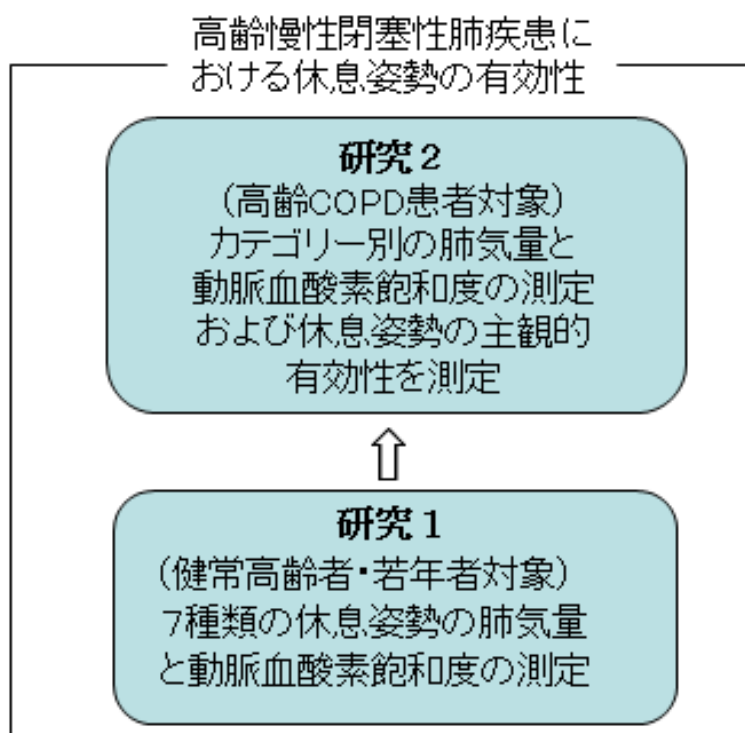 高齢慢性閉塞性肺疾患に
おける休息姿勢の有効性
研究２
(高齢COPD患者対象)
カテゴリー別の肺気量と
動脈血酸素飽和度の測定
および休息姿勢の主観的
有効性を測定
研究１
(健常高齢者・若年者対象)
7種類の休息姿勢の肺気量
と動脈血酸素飽和度の測定